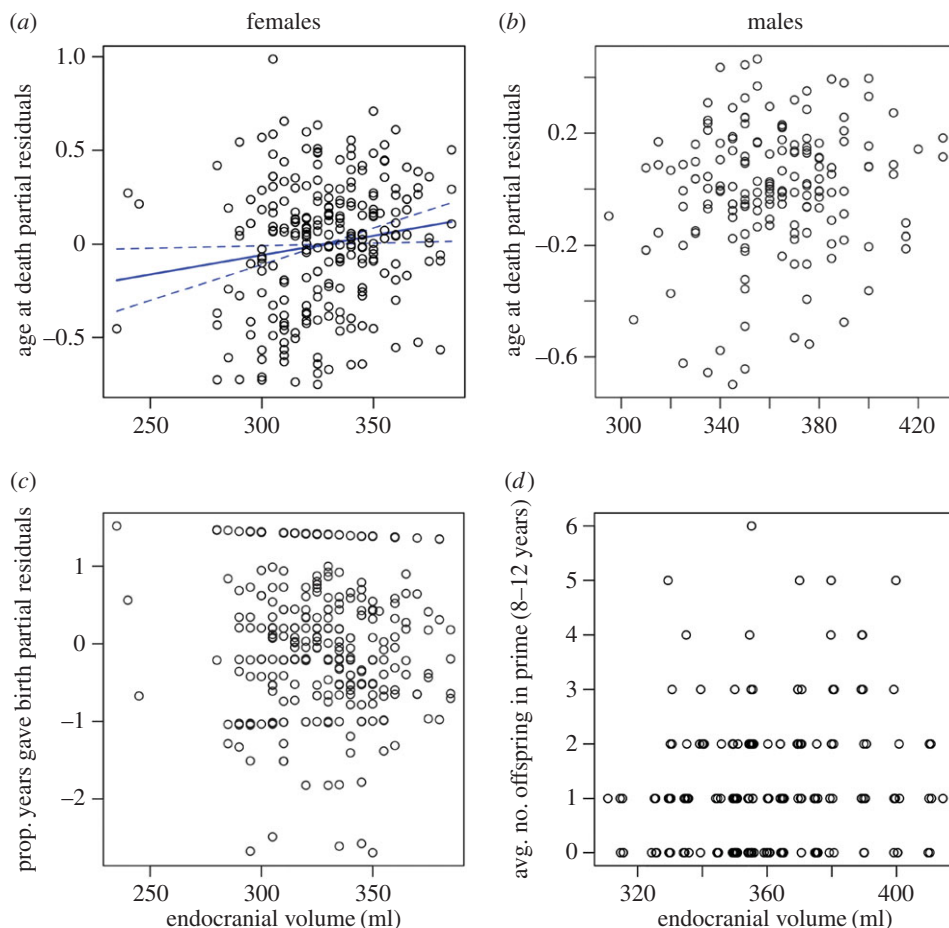 (a) females
(b) males
age at death partial residuals
1.0
0.5
0
−0.5
250 300 350
age at death partial residuals
0.2
−0.2
−0.6
300 340 380 420
(c)
prop. years gave birth partial residuals
1
0
−1
−2
250 300 350
endocranial volume (ml)
(d)
avg. no. offspring in prime (8–12 years)
6
5
4
3
2
1
0
320 360 400
endocranial volume (ml)